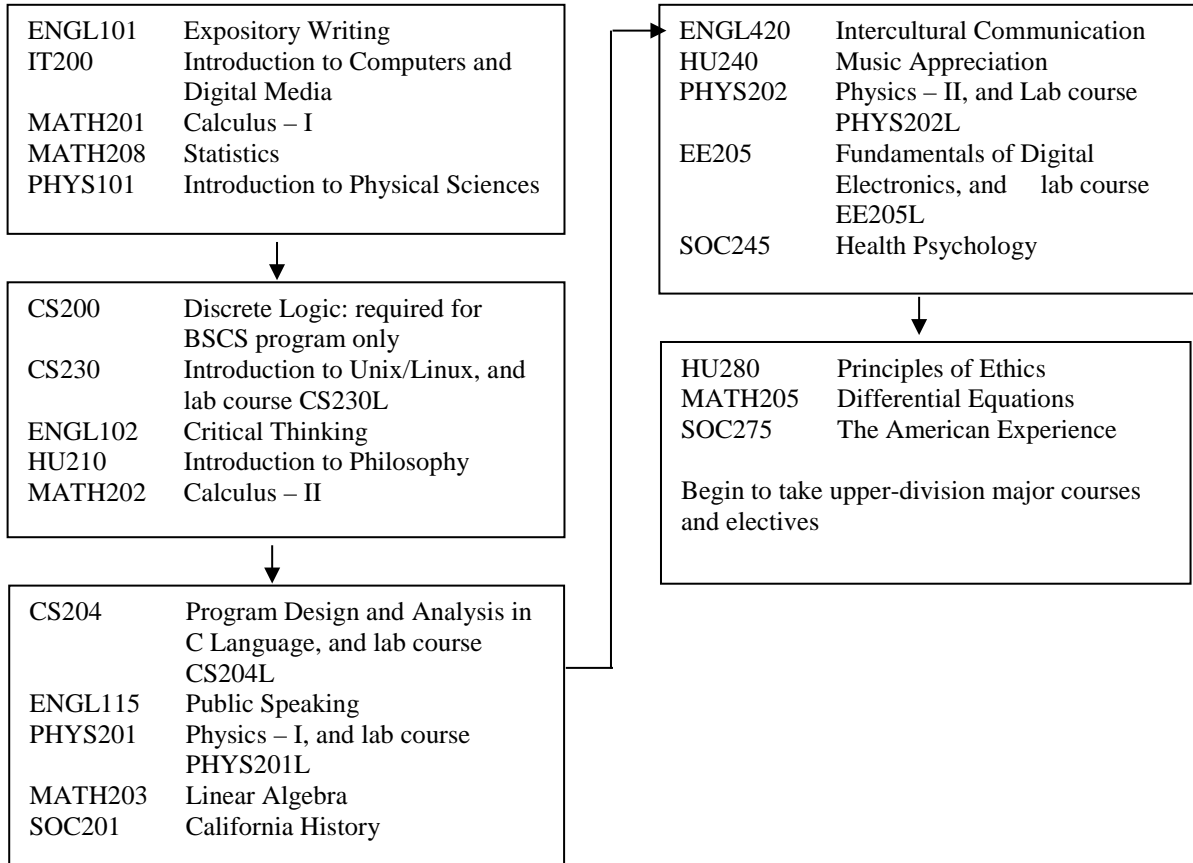 ENGL101 Expository Writing
IT200 Introduction to Computers and
Digital Media
MATH201 Calculus – I
MATH208 Statistics
PHYS101 Introduction to Physical Sciences
CS200 Discrete Logic: required for
BSCS program only
CS230 Introduction to Unix/Linux, and
lab course CS230L
ENGL102 Critical Thinking
HU210 Introduction to Philosophy
MATH202 Calculus – II
CS204 Program Design and Analysis in
C Language, and lab course
CS204L
ENGL115 Public Speaking
PHYS201 Physics – I, and lab course
PHYS201L
MATH203 Linear Algebra
SOC201 California History
ENGL420 Intercultural Communication
HU240 Music Appreciation
PHYS202 Physics – II, and Lab course
PHYS202L
EE205 Fundamentals of Digital
Electronics, and lab course
EE205L
SOC245 Health Psychology
HU280 Principles of Ethics
MATH205 Differential Equations
SOC275 The American Experience
Begin to take upper-division major courses
and electives